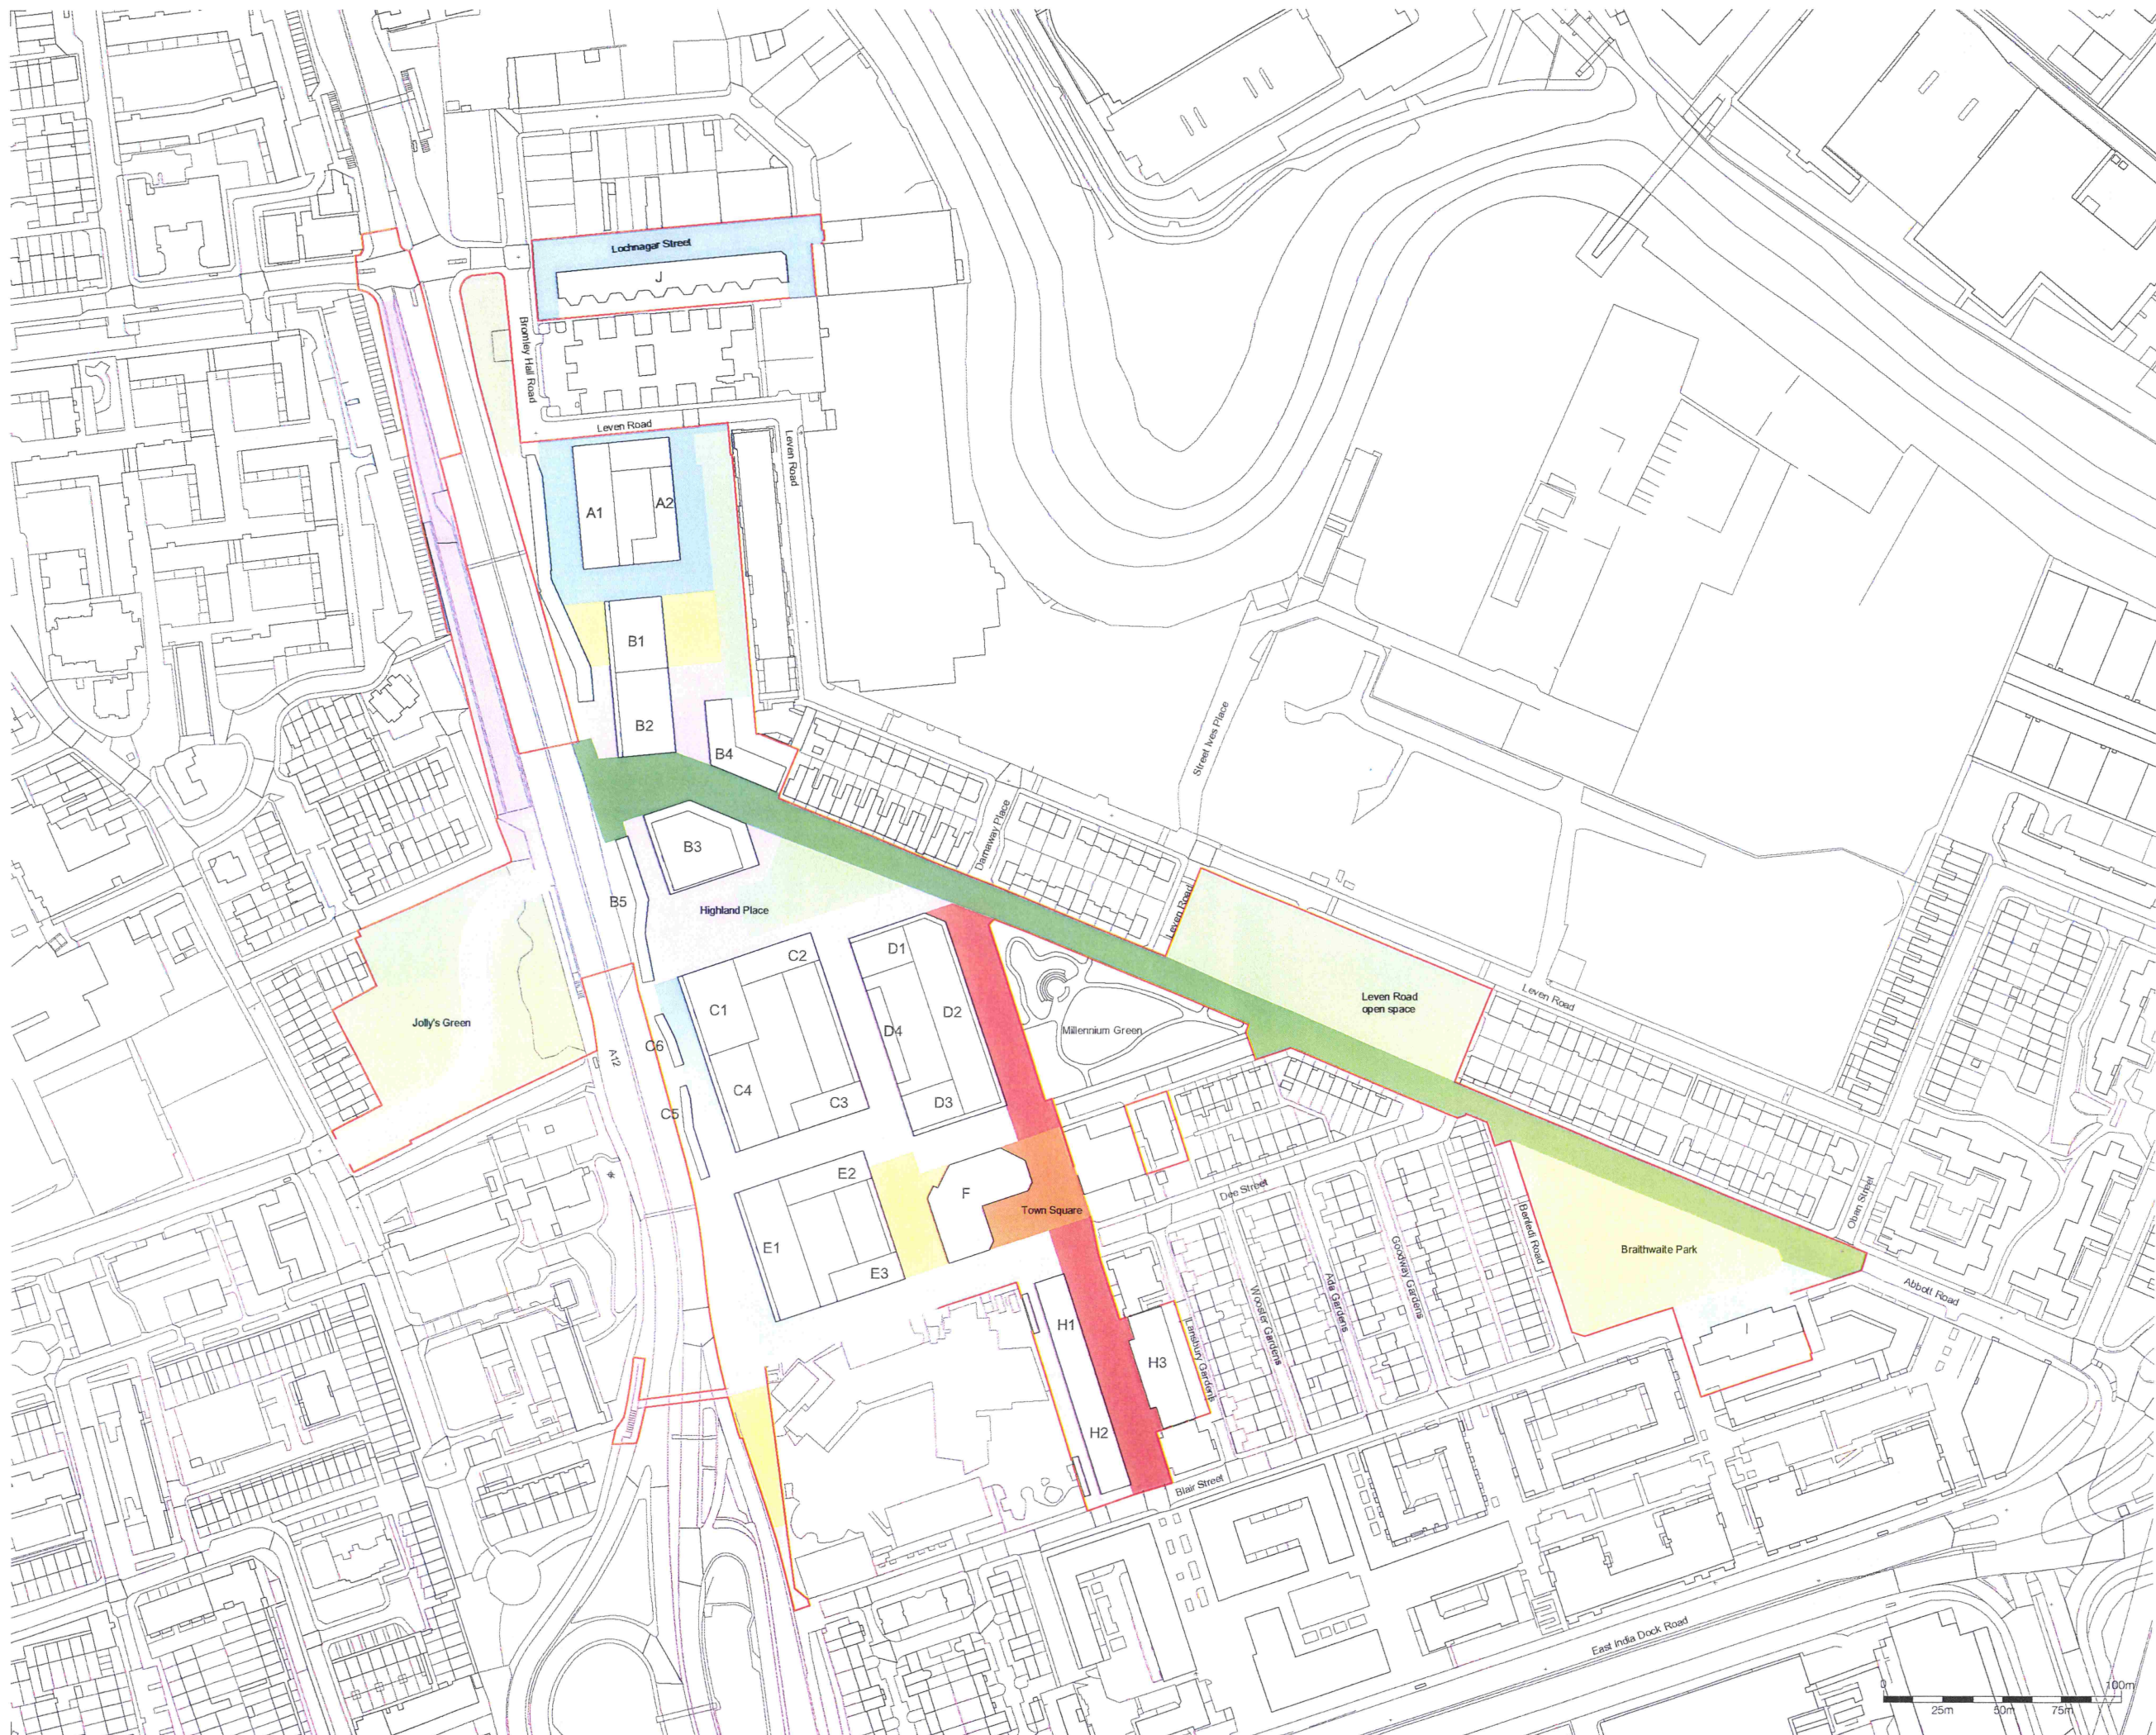 Lochnagar Street
J
Bromley Hall Road
Leven Road
Leven Road
A1
A2
B1
B2
B4
Street Ives Place
Darnaway Place
B3
B5
Highland Place
Leven Road
D1
C2
Leven Road
open space
Leven Road
C1
D2
Jolly's Green
D4
Millennium Green
C6
A12
C4
C3
D3
C5
E2
F
Dee Street
Town Square
Oban Street
Benledi Road
E1
Braithwaite Park
Goodway Gardens
E3
Abbott Road
Ada Gardens
Wooster Gardens
H1
I
Lansbury Gardens
H3
H2
Blair Street
East India Dock Road
0
100m
25m
50m
75m